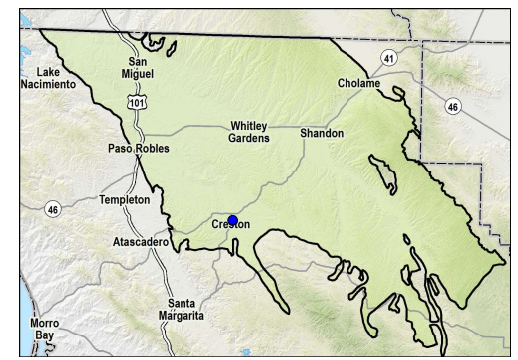 San
Miguel
Lake
Nacimiento
41
Cholame
101
46
Whitley
Gardens
Shandon
Paso Robles
Templeton
46
Creston
Atascadero
Santa
Margarita
Morro
Bay